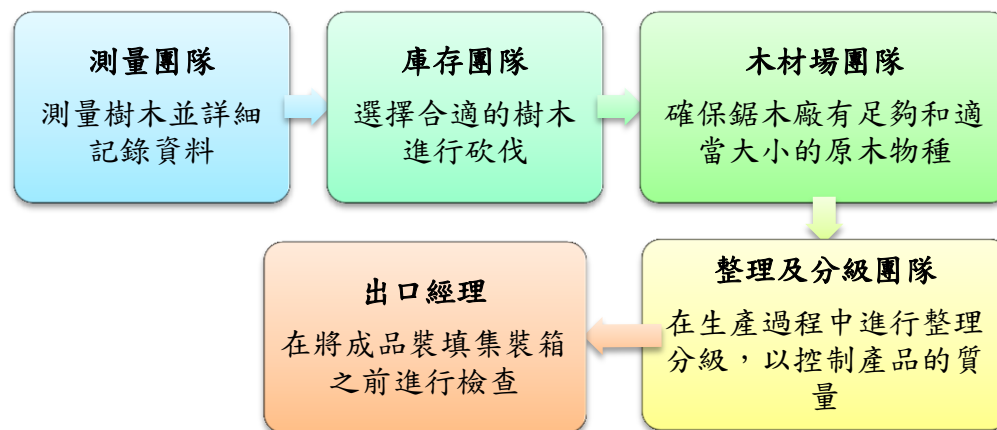 測量團隊
測量樹木並詳細
記錄資料
庫存團隊
選擇合適的樹木
進行砍伐
木材場團隊
確保鋸木廠有足夠和適
當大小的原木物種
整理及分級團隊
在生產過程中進行整理
分級，以控制產品的質
量
出口經理
在將成品裝填集裝箱
之前進行檢查